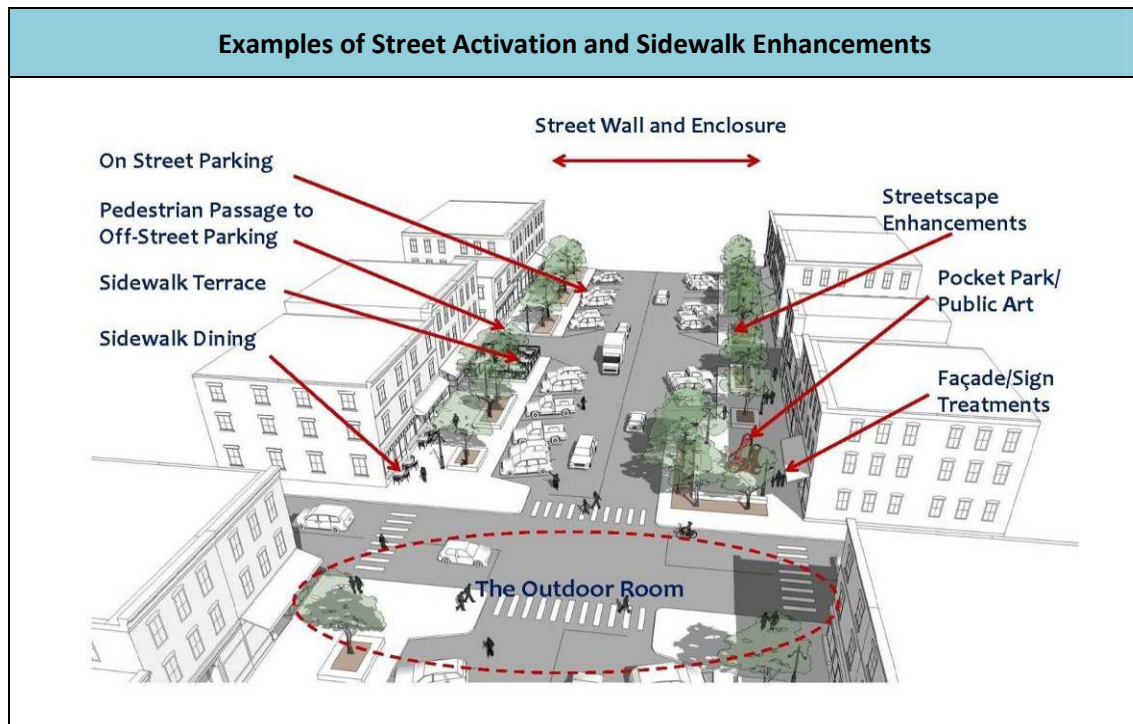 Examples of Street Activation and Sidewalk Enhancements
Street Wall and Enclosure
On Street Parking
Pedestrian Passage to
Off-Street Parking
Sidewalk Terrace
Sidewalk Dining
Streetscape
Enhancements
Pocket Park/
Public Art
Façade/Sign
Treatments
The Outdoor Room